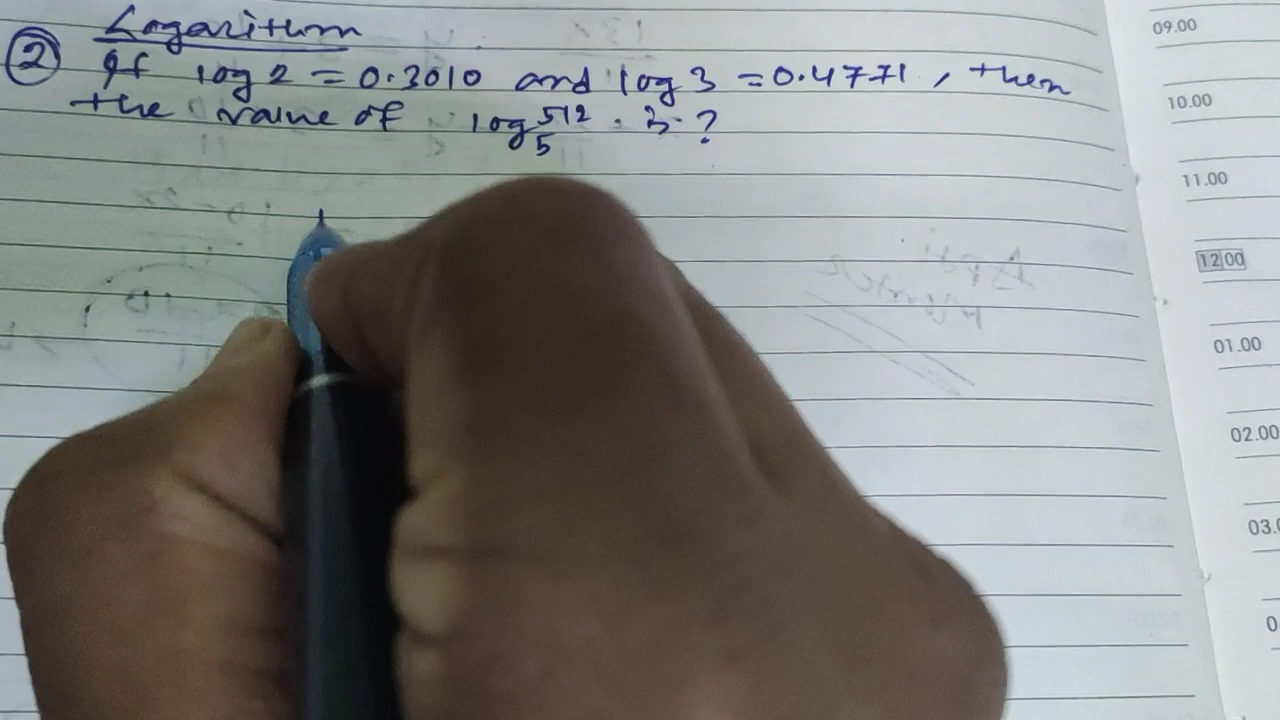 Logarithm
② If log 2 = 0.3010 and log 3 = 0.4771, then
the value of log₅ 512 . is ?
09.00
10.00
11.00
12 00
01.00
02.00